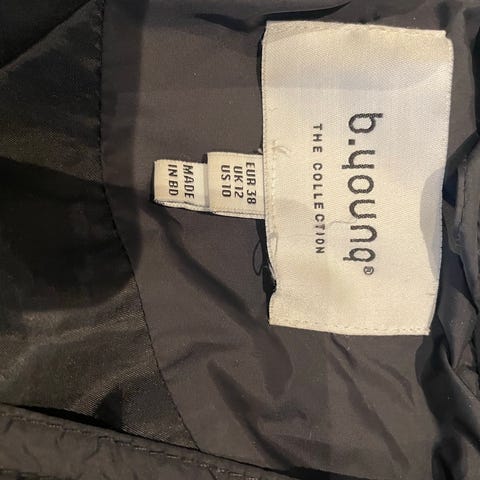 b.young®
THE COLLECTION
EUR 38
UK 12
US 10
MADE
IN BD